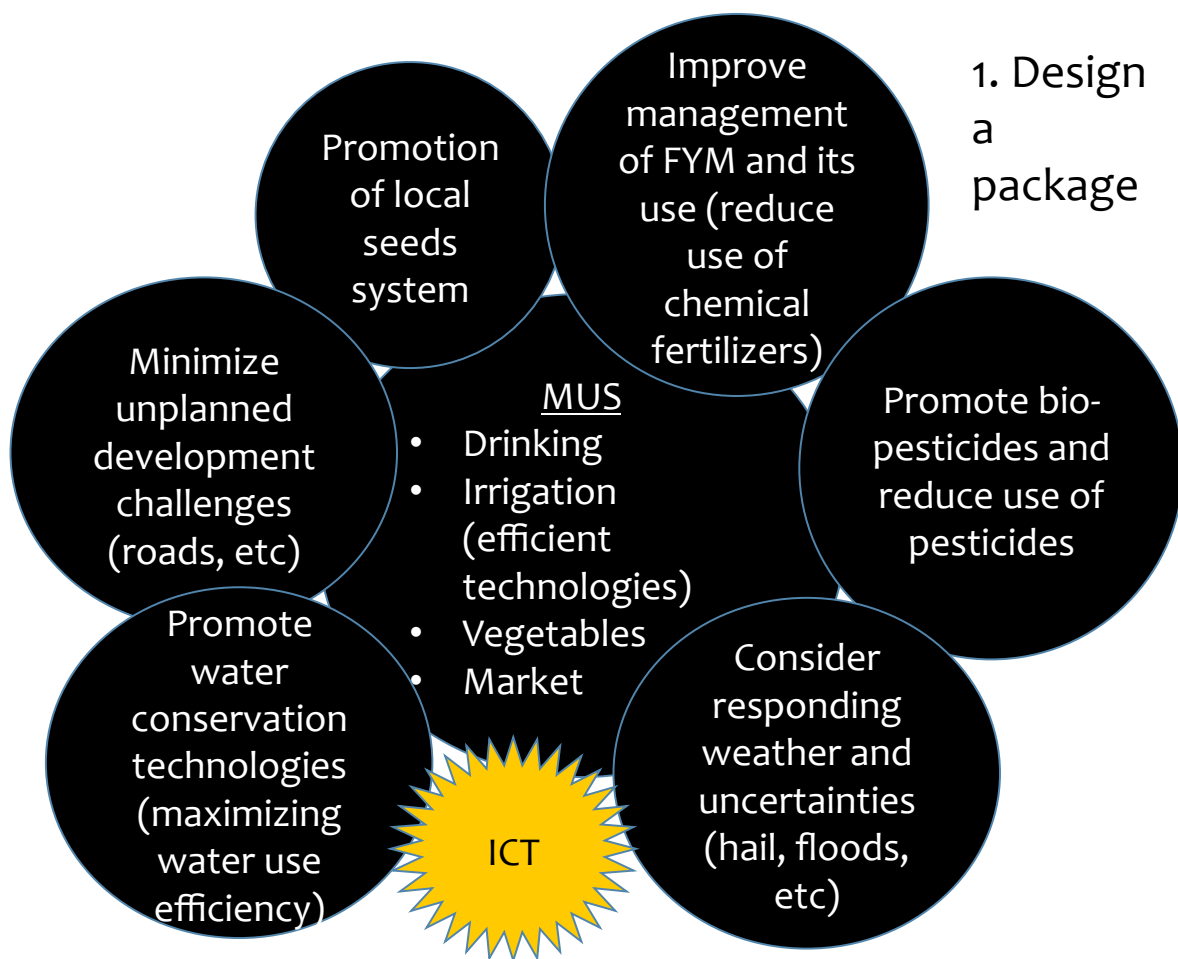 1. Design
a
package
Improve
management
of FYM and its
use (reduce
use of
chemical
fertilizers)
Promotion
of local
seeds
system
Minimize
unplanned
development
challenges
(roads, etc)
MUS
• Drinking
• Irrigation
(efficient
technologies)
• Vegetables
• Market
Promote bio-
pesticides and
reduce use of
pesticides
Promote
water
conservation
technologies
(maximizing
water use
efficiency)
ICT
Consider
responding
weather and
uncertainties
(hail, floods,
etc)